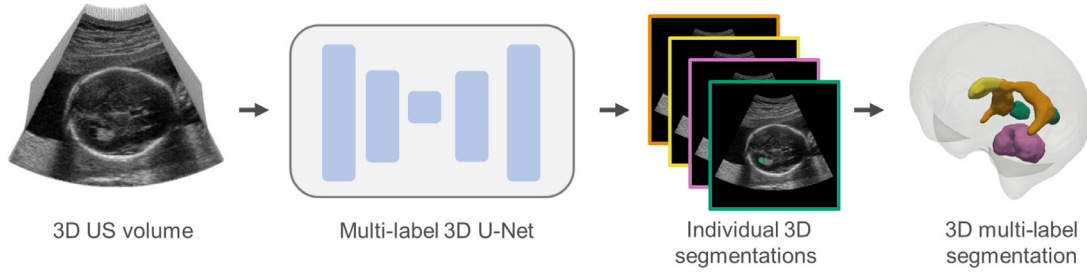 3D US volume
Multi-label 3D U-Net
Individual 3D
segmentations
3D multi-label
segmentation